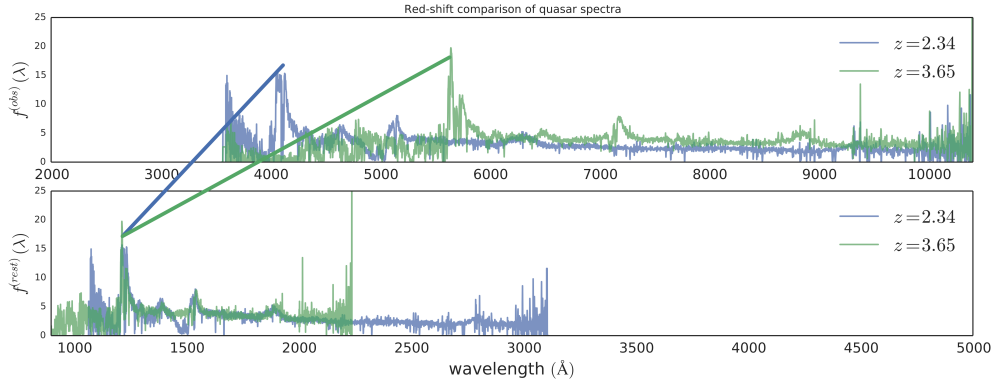 Red-shift comparison of quasar spectra
f^(obs) (λ)
25
20
15
10
5
0
z=2.34
z=3.65
2000 3000 4000 5000 6000 7000 8000 9000 10000
f^(rest) (λ)
25
20
15
10
5
0
z=2.34
z=3.65
1000 1500 2000 2500 3000 3500 4000 4500 5000
wavelength (Å)